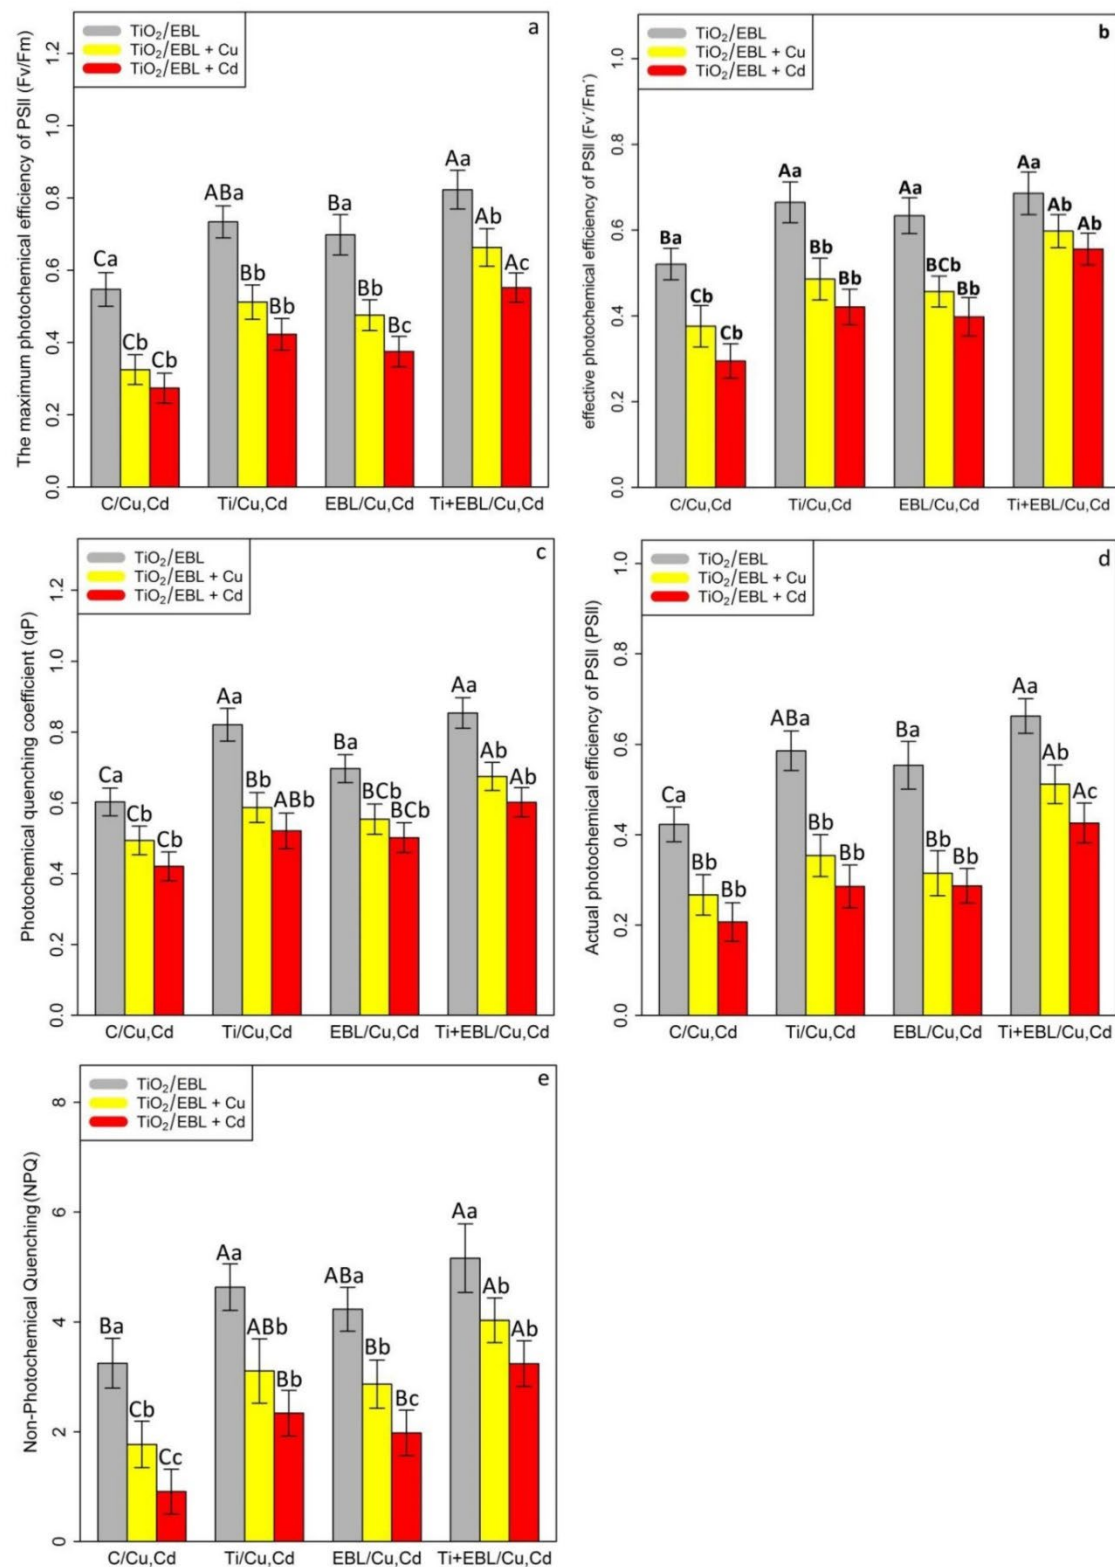 TiO₂/EBL
TiO₂/EBL + Cu
TiO₂/EBL + Cd
a
The maximum photochemical efficiency of PSII (Fv/Fm)
1.2
1.0
0.8
0.6
0.4
0.2
0.0
Ca Cb Cb
ABa Bb Bb
Ba Bb Bc
Aa Ab Ac
C/Cu,Cd Ti/Cu,Cd EBL/Cu,Cd Ti+EBL/Cu,Cd
TiO₂/EBL
TiO₂/EBL + Cu
TiO₂/EBL + Cd
b
effective photochemical efficiency of PSII (Fv´/Fm´)
1.0
0.8
0.6
0.4
0.2
0.0
Ba Cb Cb
Aa Bb Bb
Aa BCb Bb
Aa Ab Ab
C/Cu,Cd Ti/Cu,Cd EBL/Cu,Cd Ti+EBL/Cu,Cd
TiO₂/EBL
TiO₂/EBL + Cu
TiO₂/EBL + Cd
c
Photochemical quenching coefficient (qP)
1.2
1.0
0.8
0.6
0.4
0.2
0.0
Ca Cb Cb
Aa Bb ABb
Ba BCb BCb
Aa Ab Ab
C/Cu,Cd Ti/Cu,Cd EBL/Cu,Cd Ti+EBL/Cu,Cd
TiO₂/EBL
TiO₂/EBL + Cu
TiO₂/EBL + Cd
d
Actual photochemical efficiency of PSII (PSII)
1.0
0.8
0.6
0.4
0.2
0.0
Ca Bb Bb
ABa Bb Bb
Ba Bb Bb
Aa Ab Ac
C/Cu,Cd Ti/Cu,Cd EBL/Cu,Cd Ti+EBL/Cu,Cd
TiO₂/EBL
TiO₂/EBL + Cu
TiO₂/EBL + Cd
e
Non-Photochemical Quenching (NPQ)
8
6
4
2
0
Ba Cb Cc
Aa ABb Bb
ABa Bb Bc
Aa Ab Ab
C/Cu,Cd Ti/Cu,Cd EBL/Cu,Cd Ti+EBL/Cu,Cd